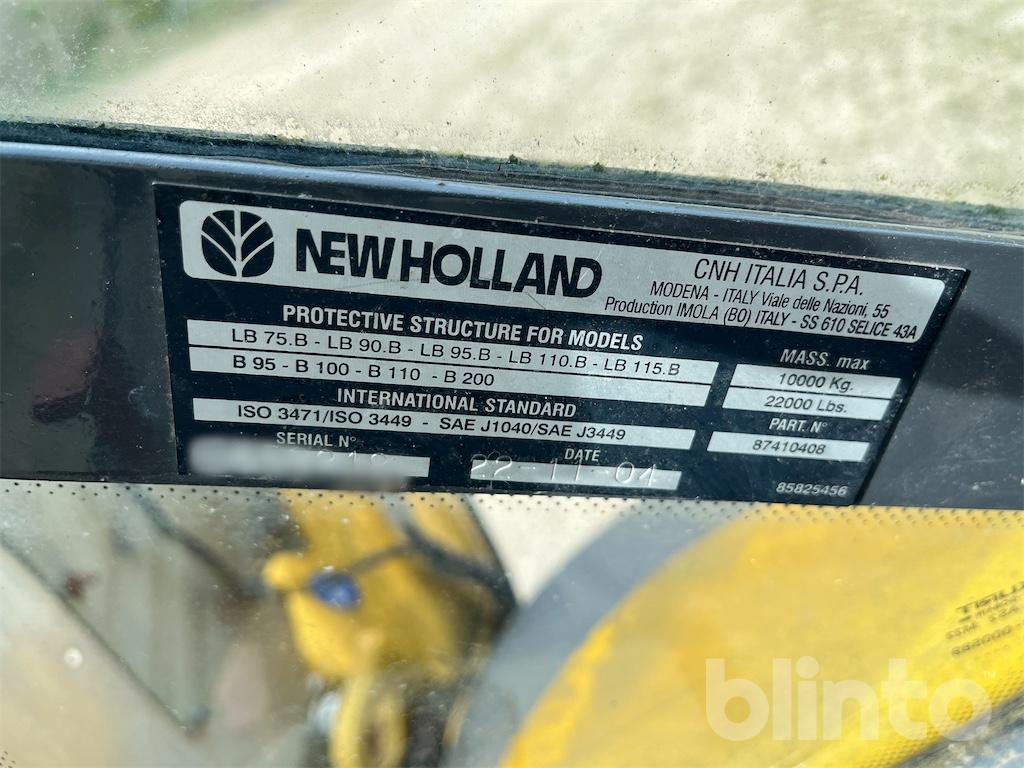 NEW HOLLAND
CNH ITALIA S.P.A.
MODENA - ITALY Viale delle Nazioni, 55
Production IMOLA (BO) ITALY - SS 610 SELICE 43A
PROTECTIVE STRUCTURE FOR MODELS
LB 75.B - LB 90.B - LB 95.B - LB 110.B - LB 115.B
B 95 - B 100 - B 110 - B 200
MASS. max
10000 Kg.
22000 Lbs.
INTERNATIONAL STANDARD
ISO 3471/ISO 3449 - SAE J1040/SAE J3449
PART. N°
87410408
SERIAL N°
DATE
22-11-04
85825456
blinto